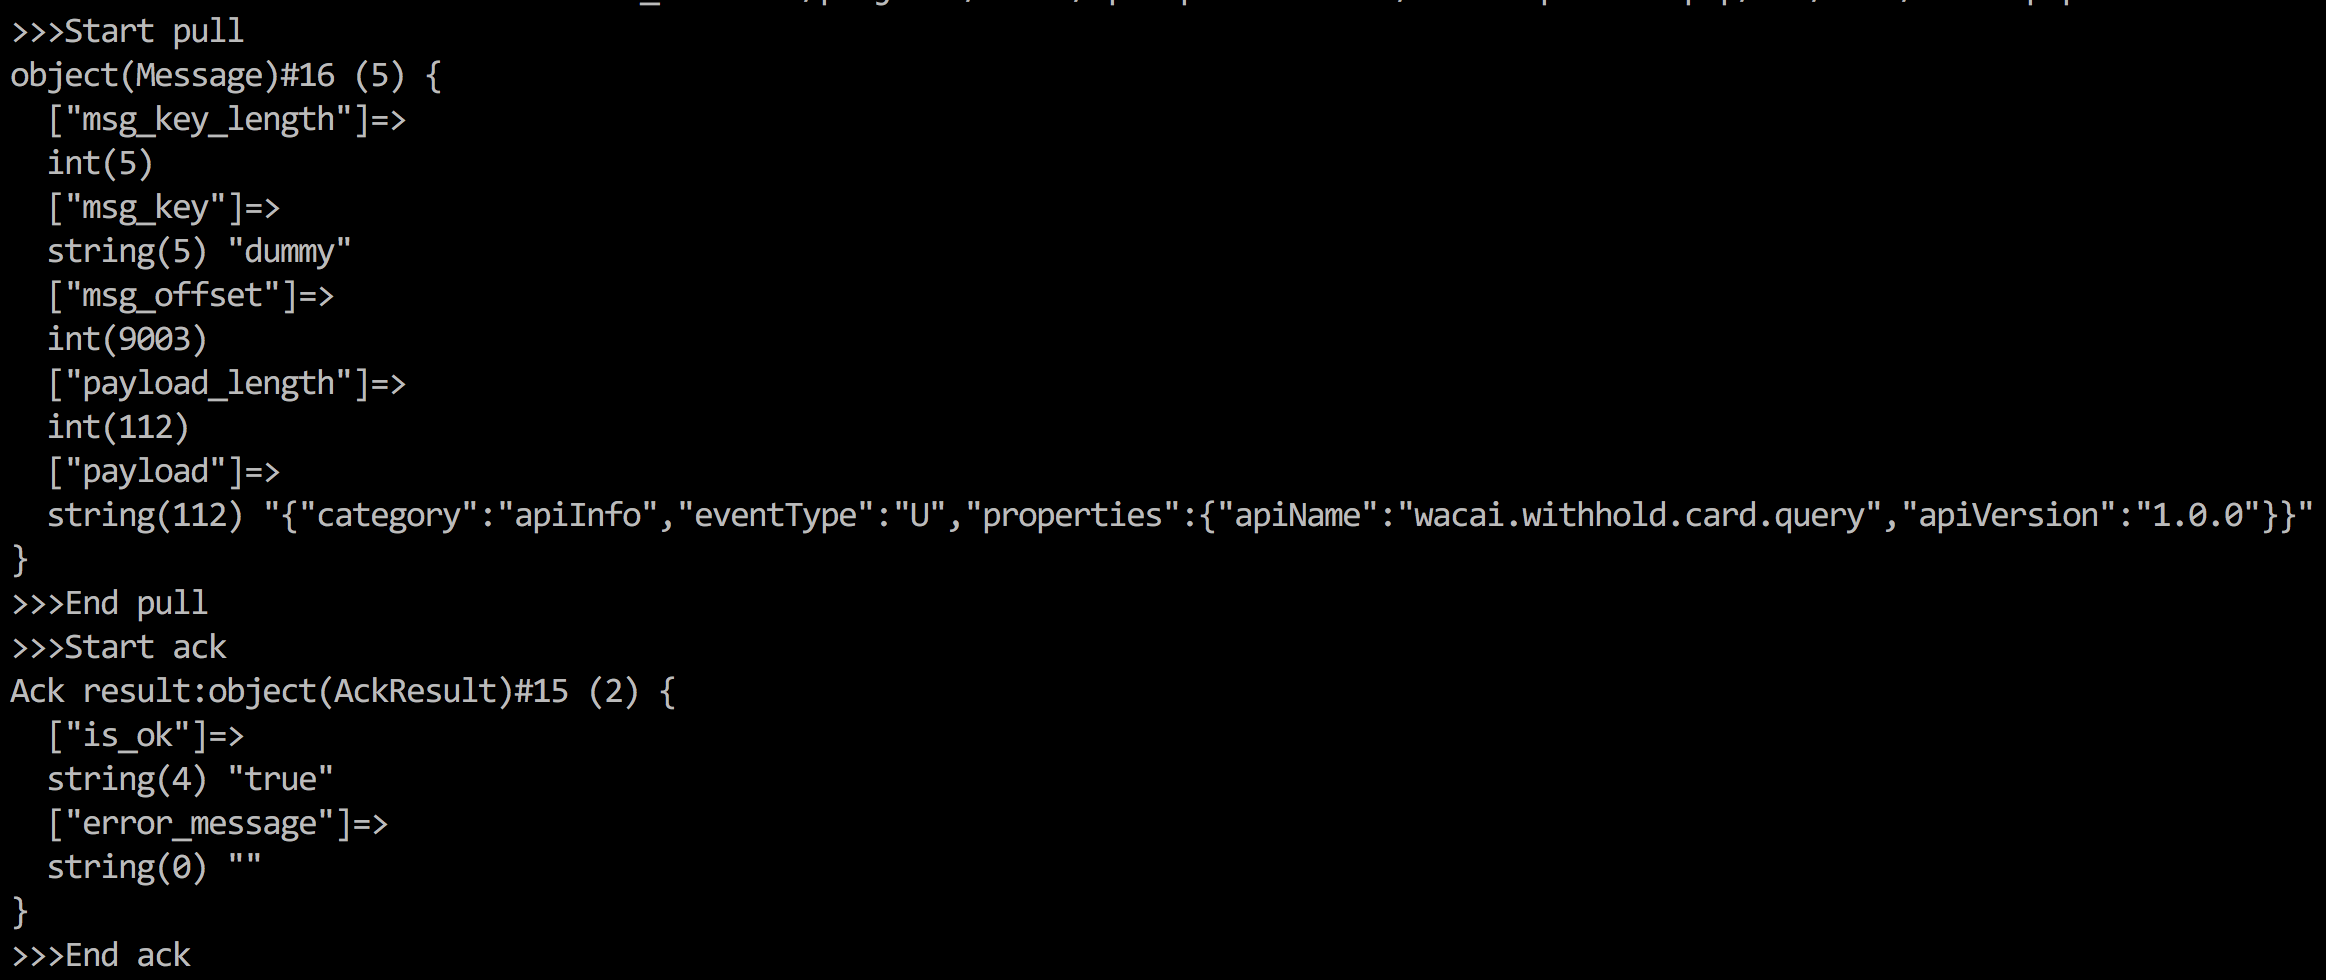 >>>Start pull
object(Message)#16 (5) {
  ["msg_key_length"]=>
  int(5)
  ["msg_key"]=>
  string(5) "dummy"
  ["msg_offset"]=>
  int(9003)
  ["payload_length"]=>
  int(112)
  ["payload"]=>
  string(112) "{"category":"apiInfo","eventType":"U","properties":{"apiName":"wacai.withhold.card.query","apiVersion":"1.0.0"}}"
}
>>>End pull
>>>Start ack
Ack result:object(AckResult)#15 (2) {
  ["is_ok"]=>
  string(4) "true"
  ["error_message"]=>
  string(0) ""
}
>>>End ack